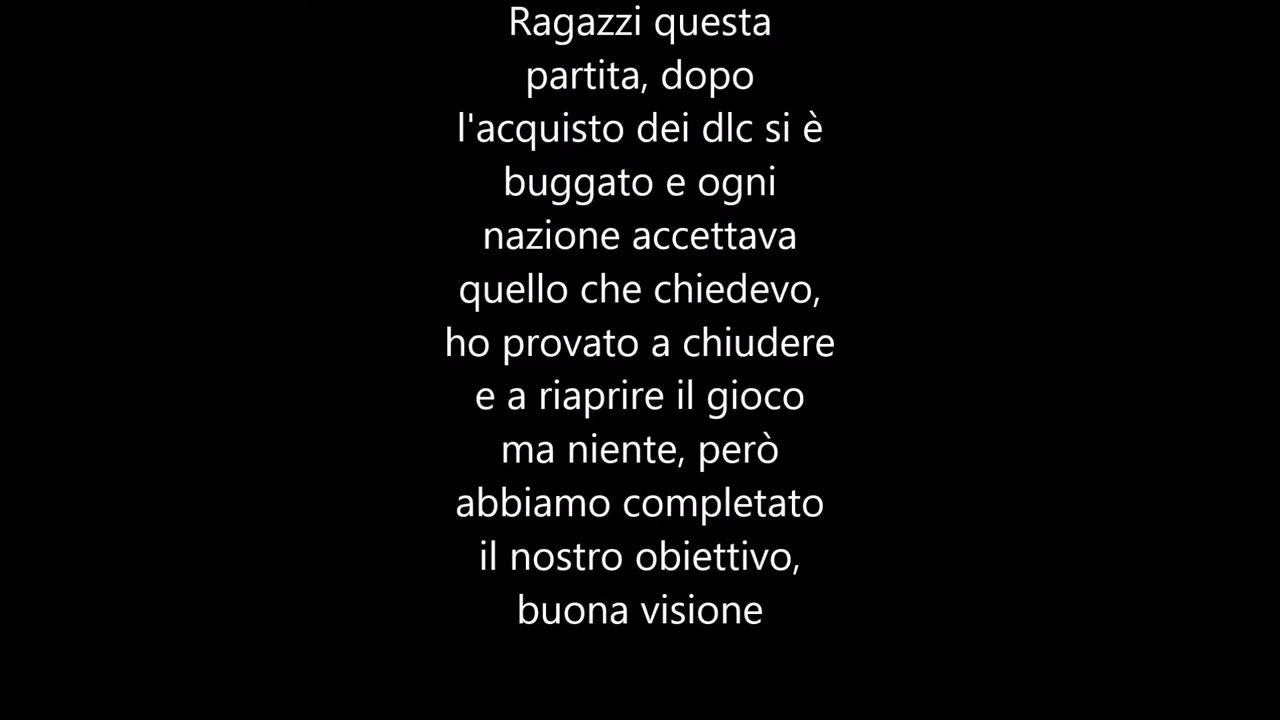 Ragazzi questa
partita, dopo
l'acquisto dei dlc si è
buggato e ogni
nazione accettava
quello che chiedevo,
ho provato a chiudere
e a riaprire il gioco
ma niente, però
abbiamo completato
il nostro obiettivo,
buona visione